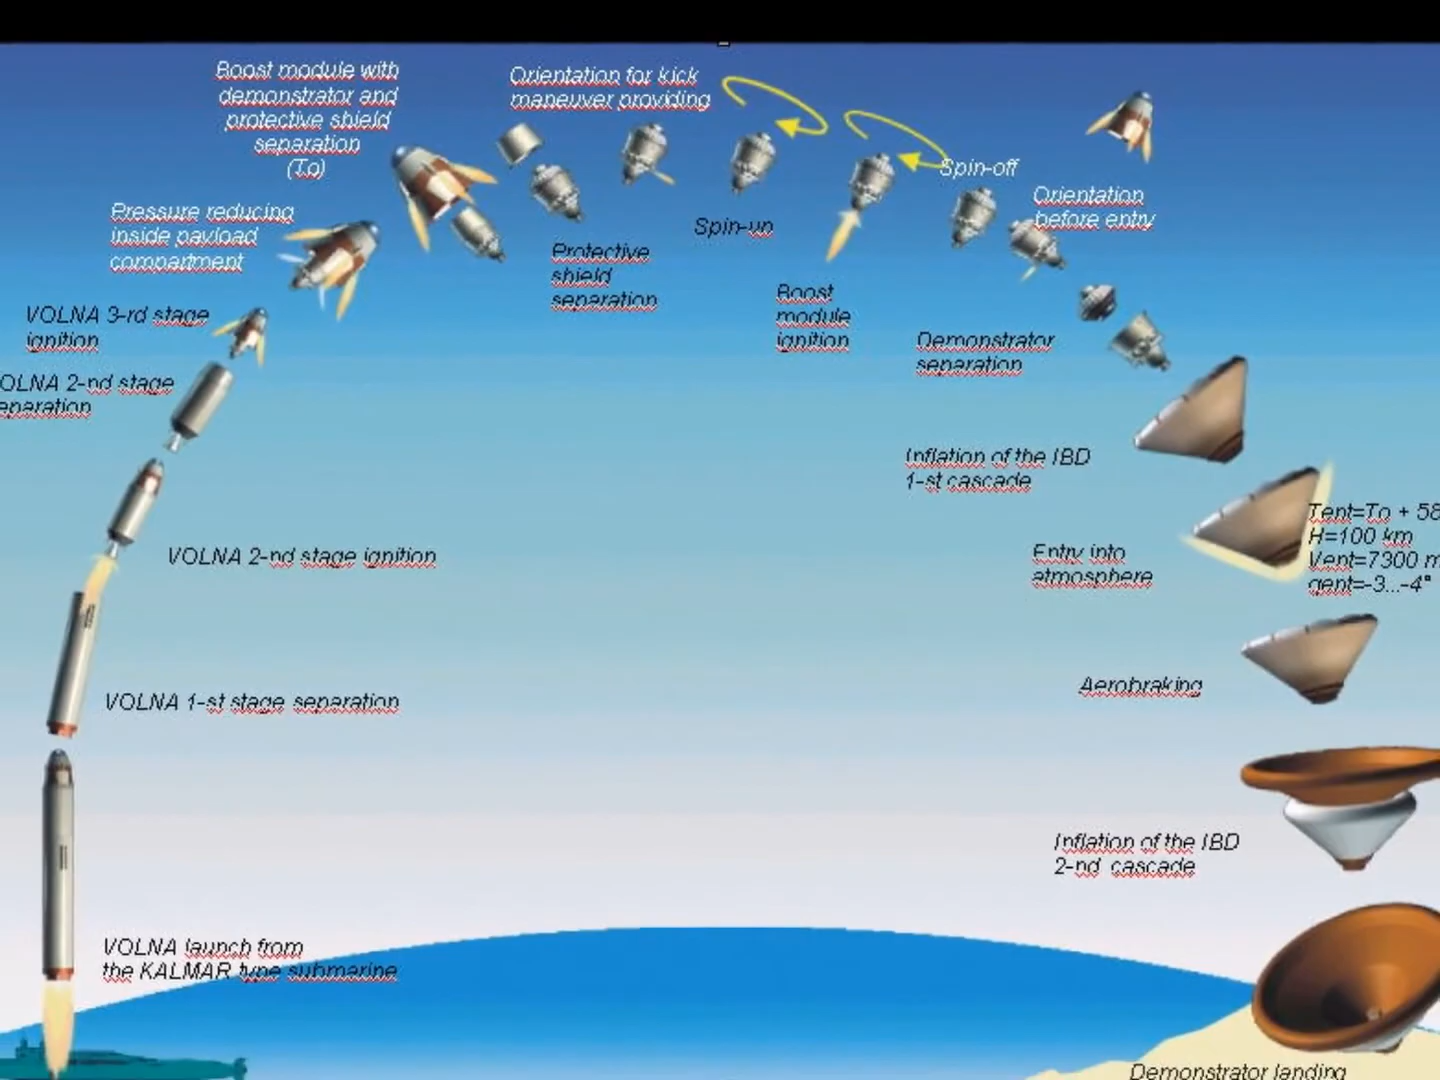 Boost module with
demonstrator and
protective shield
separation
(To)
Orientation for kick
maneuver providing
Spin-off
Orientation
before entry
Pressure reducing
inside payload
compartment
Spin-up
Protective
shield
separation
Boost
module
ignition
VOLNA 3-rd stage
ignition
Demonstrator
separation
OLNA 2-nd stage
eparation
Inflation of the IBD
1-st cascade
Tent=To + 58
H=100 km
Vent=7300 m
qent=-3...-4°
Entry into
atmosphere
VOLNA 2-nd stage ignition
Aerobraking
VOLNA 1-st stage separation
Inflation of the IBD
2-nd cascade
VOLNA launch from
the KALMAR type submarine
Demonstrator landing